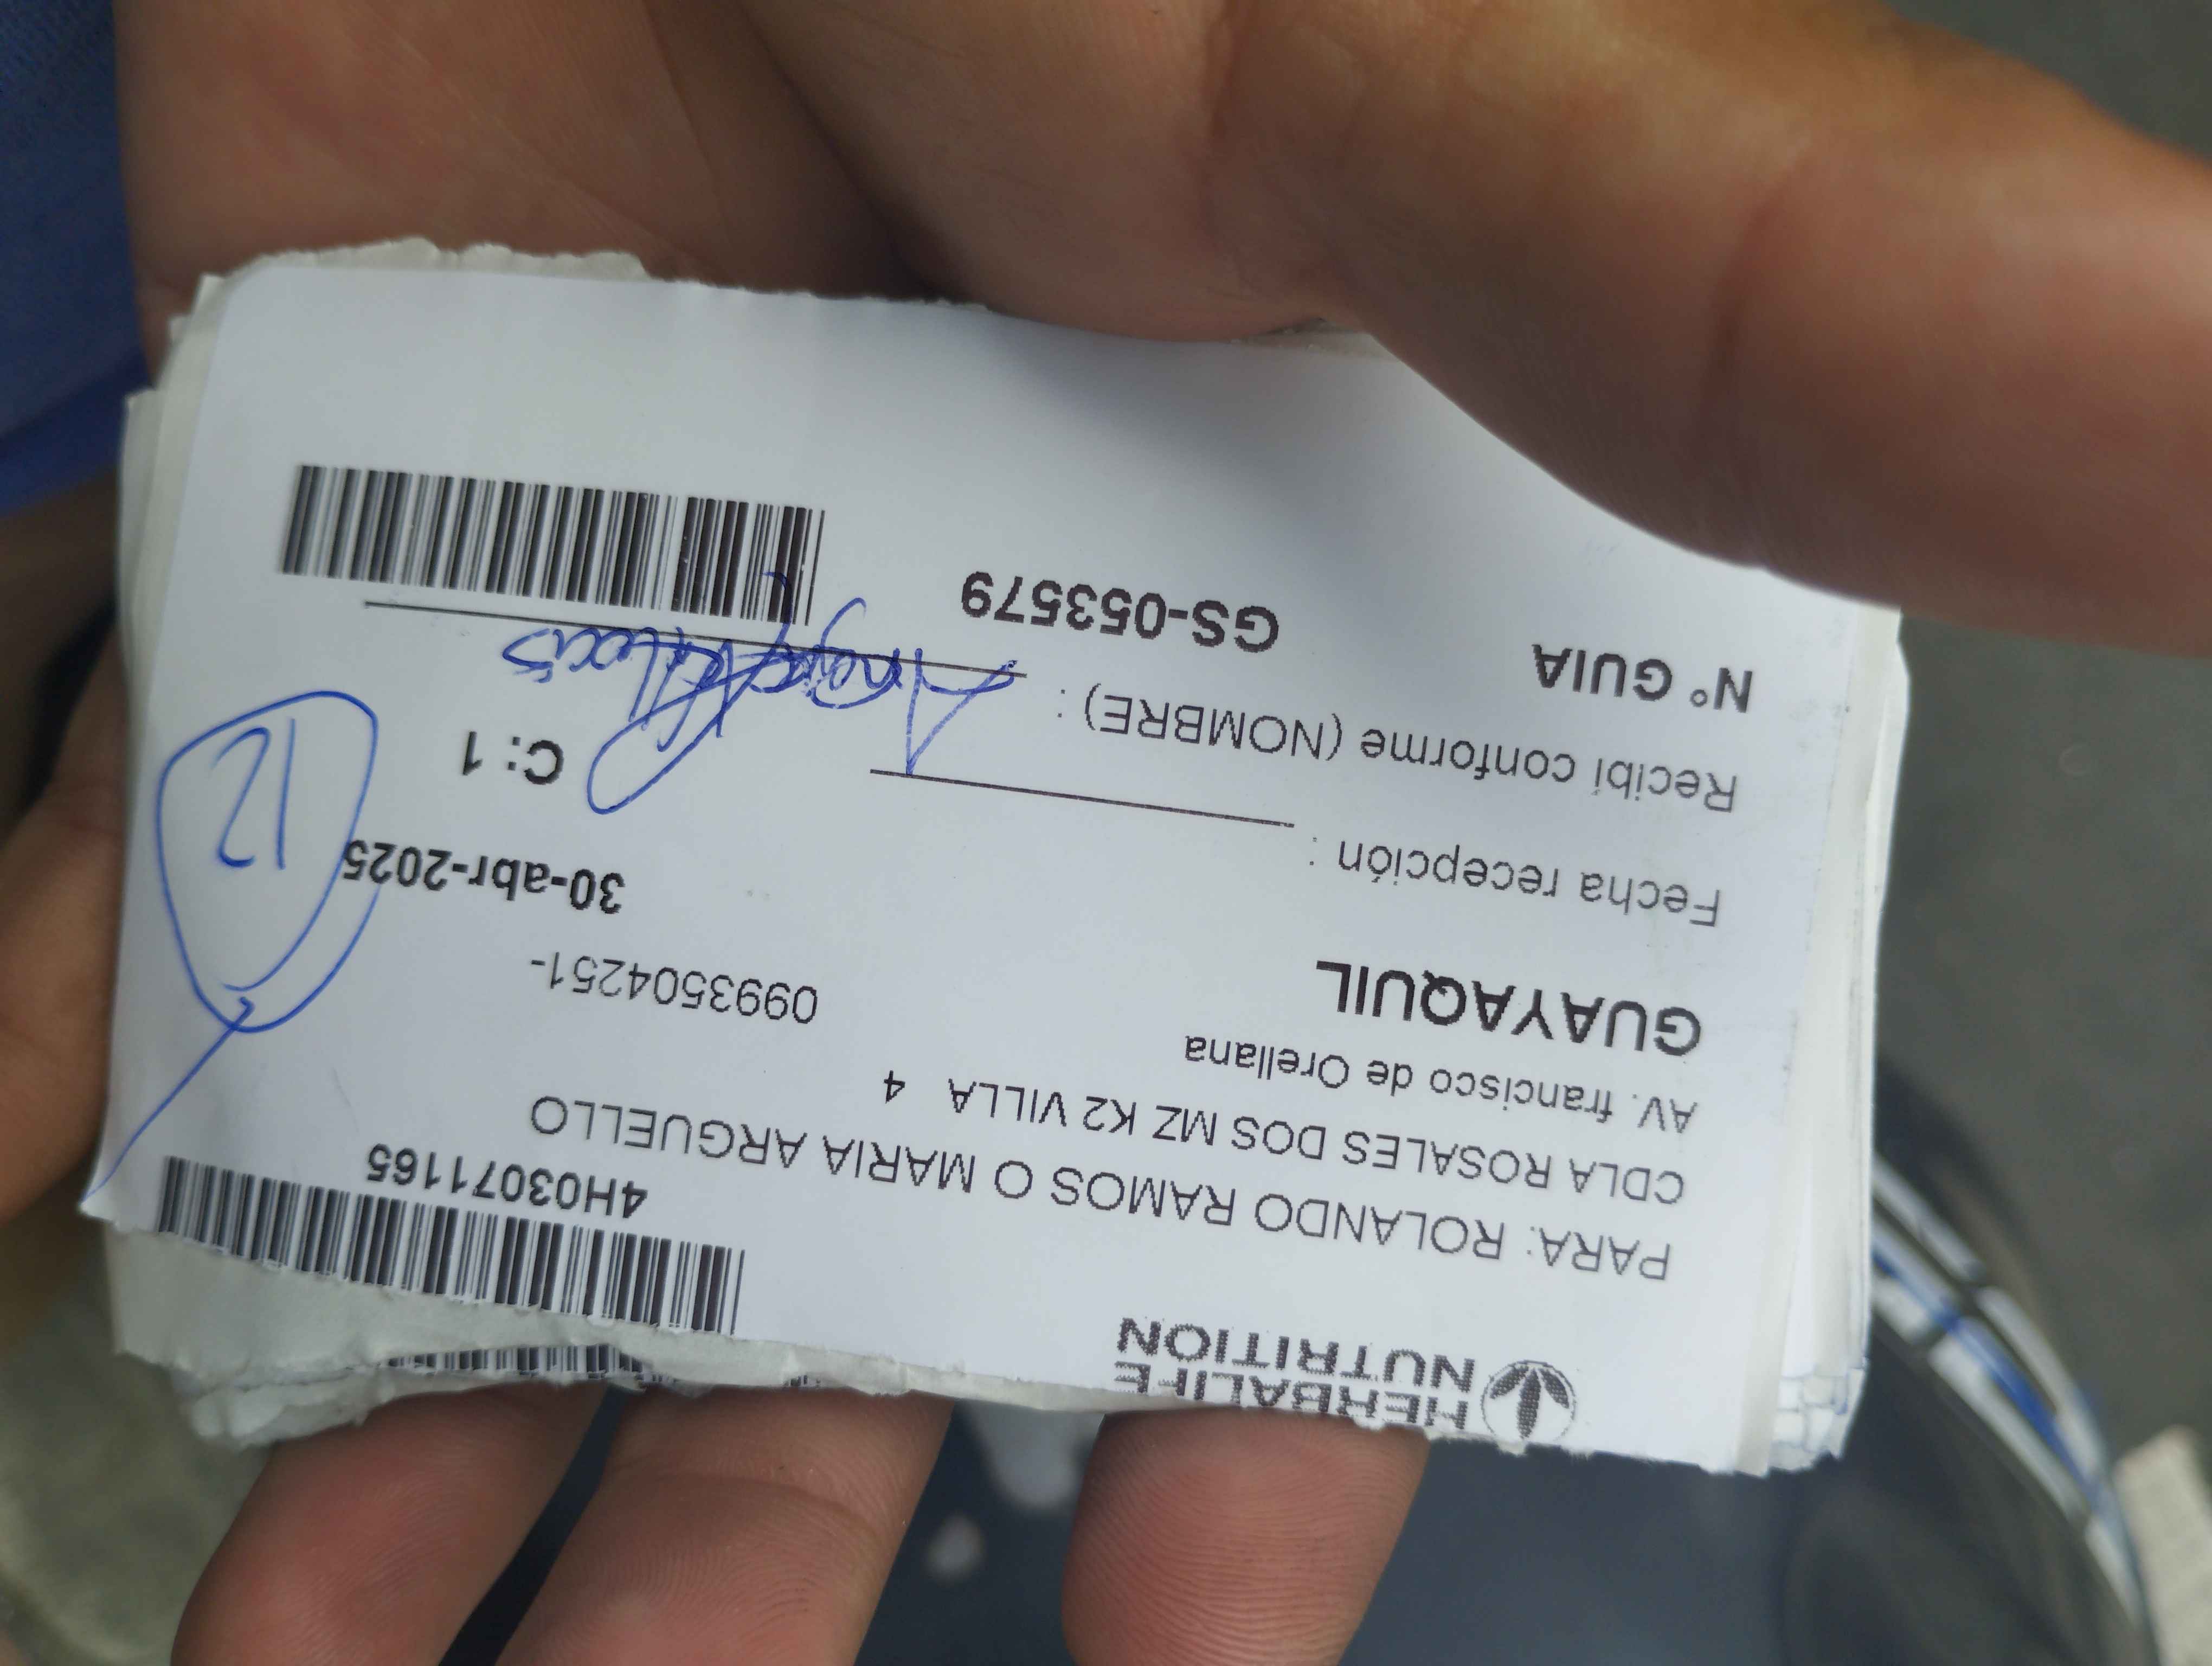 HERBALIFE
NUTRITION
4H03071165
PARA: ROLANDO RAMOS O MARIA ARGUELLO
CDLA ROSALES DOS MZ K2 VILLA 4
AV. francisco de Orellana
GUAYAQUIL
0993504251-
30-abr-2025
12
Fecha recepción :
C: 1
Recibí conforme (NOMBRE) :
N° GUIA GS-053579